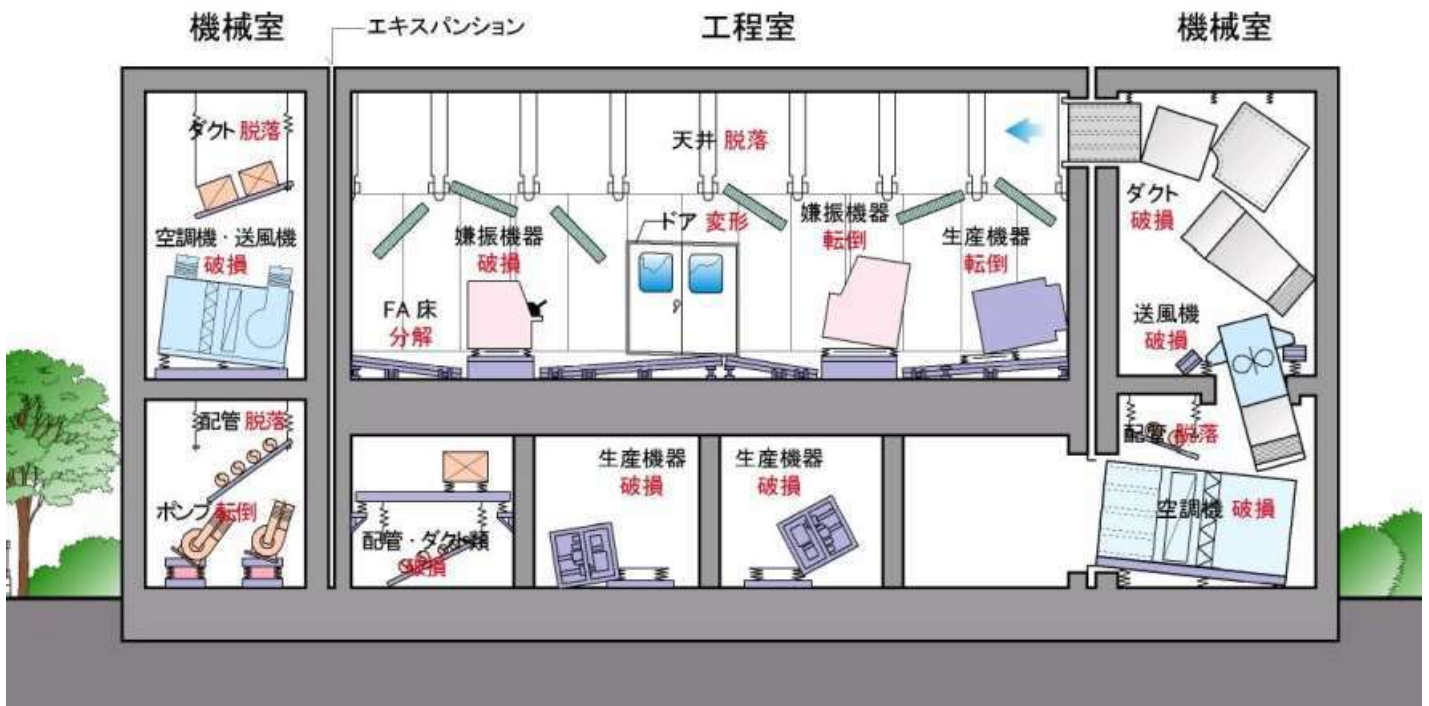 機械室
エキスパンション
工程室
機械室
ダクト 脱落
空調機・送風機
破損
配管 脱落
ポンプ 転倒
天井 脱落
嫌振機器
破損
FA 床
分解
ドア 変形
嫌振機器
転倒
生産機器
転倒
配管・ダクト類
破損
生産機器
破損
生産機器
破損
ダクト
破損
送風機
破損
配管 脱落
空調機 破損